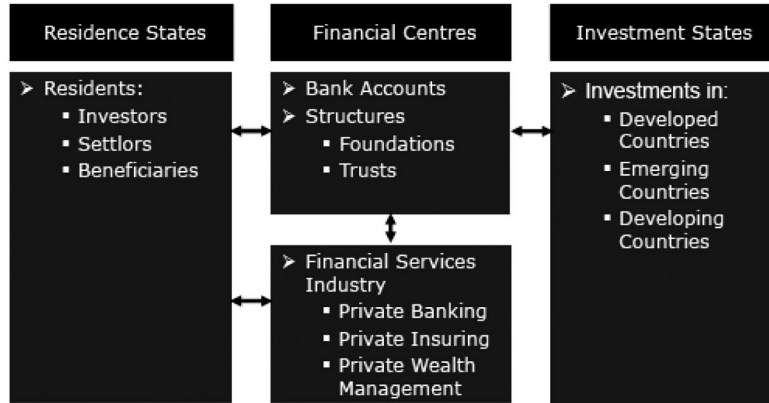 Residence States
Financial Centres
Investment States
➢ Residents:
▪ Investors
▪ Settlors
▪ Beneficiaries
➢ Bank Accounts
➢ Structures
▪ Foundations
▪ Trusts
➢ Financial Services
Industry
▪ Private Banking
▪ Private Insuring
▪ Private Wealth
Management
➢ Investments in:
▪ Developed
Countries
▪ Emerging
Countries
▪ Developing
Countries